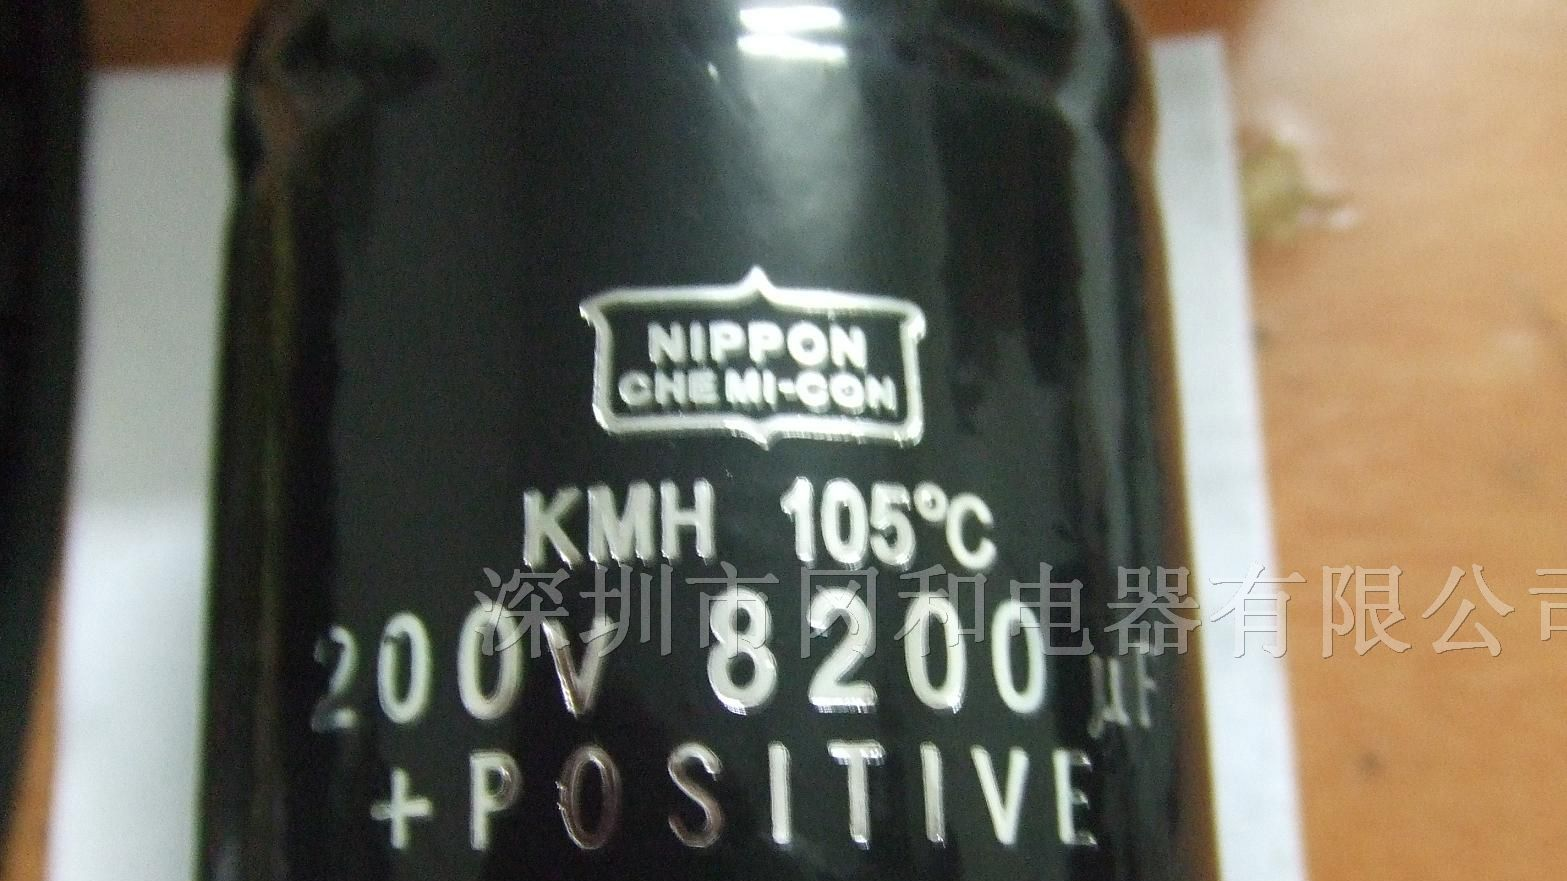 NIPPON
CHEMI-CON
KMH 105°C
深圳市冈和电器有限公司
200V 8200 μF
+POSITIVE